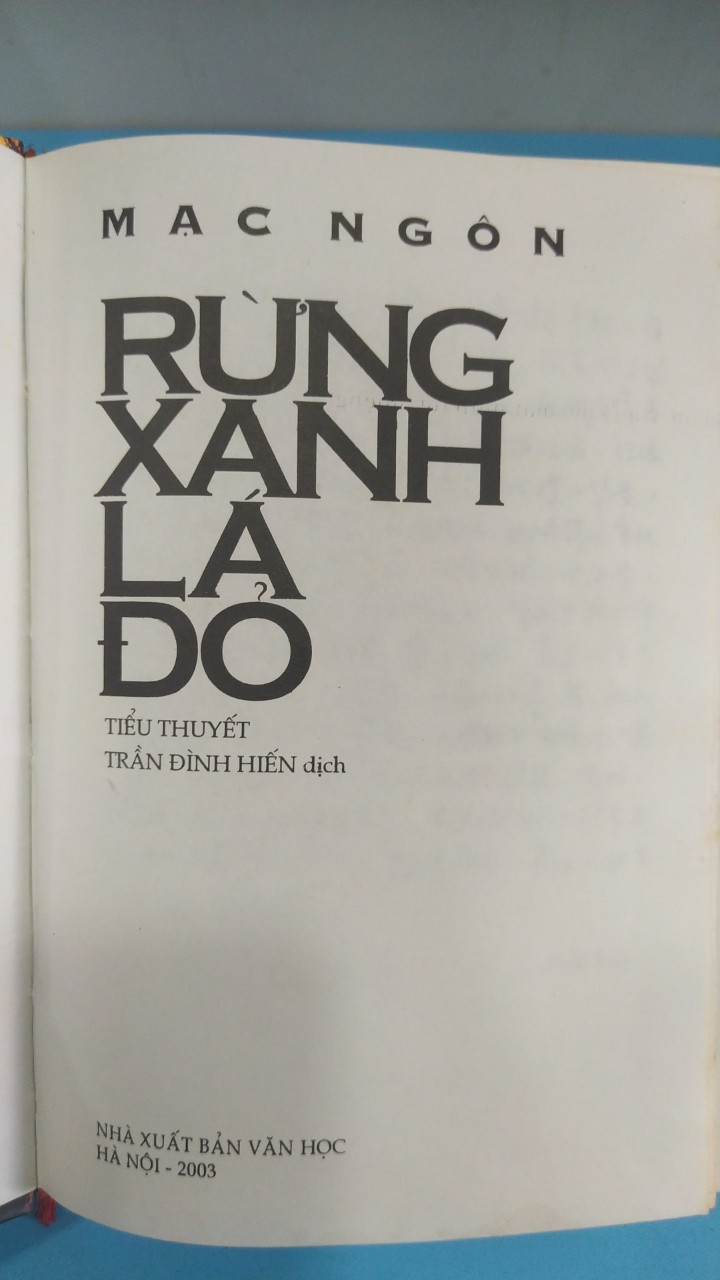 MẠC NGÔN
RỪNG
XANH
LÁ
ĐỎ
TIỂU THUYẾT
TRẦN ĐÌNH HIẾN dịch
NHÀ XUẤT BẢN VĂN HỌC
HÀ NỘI - 2003